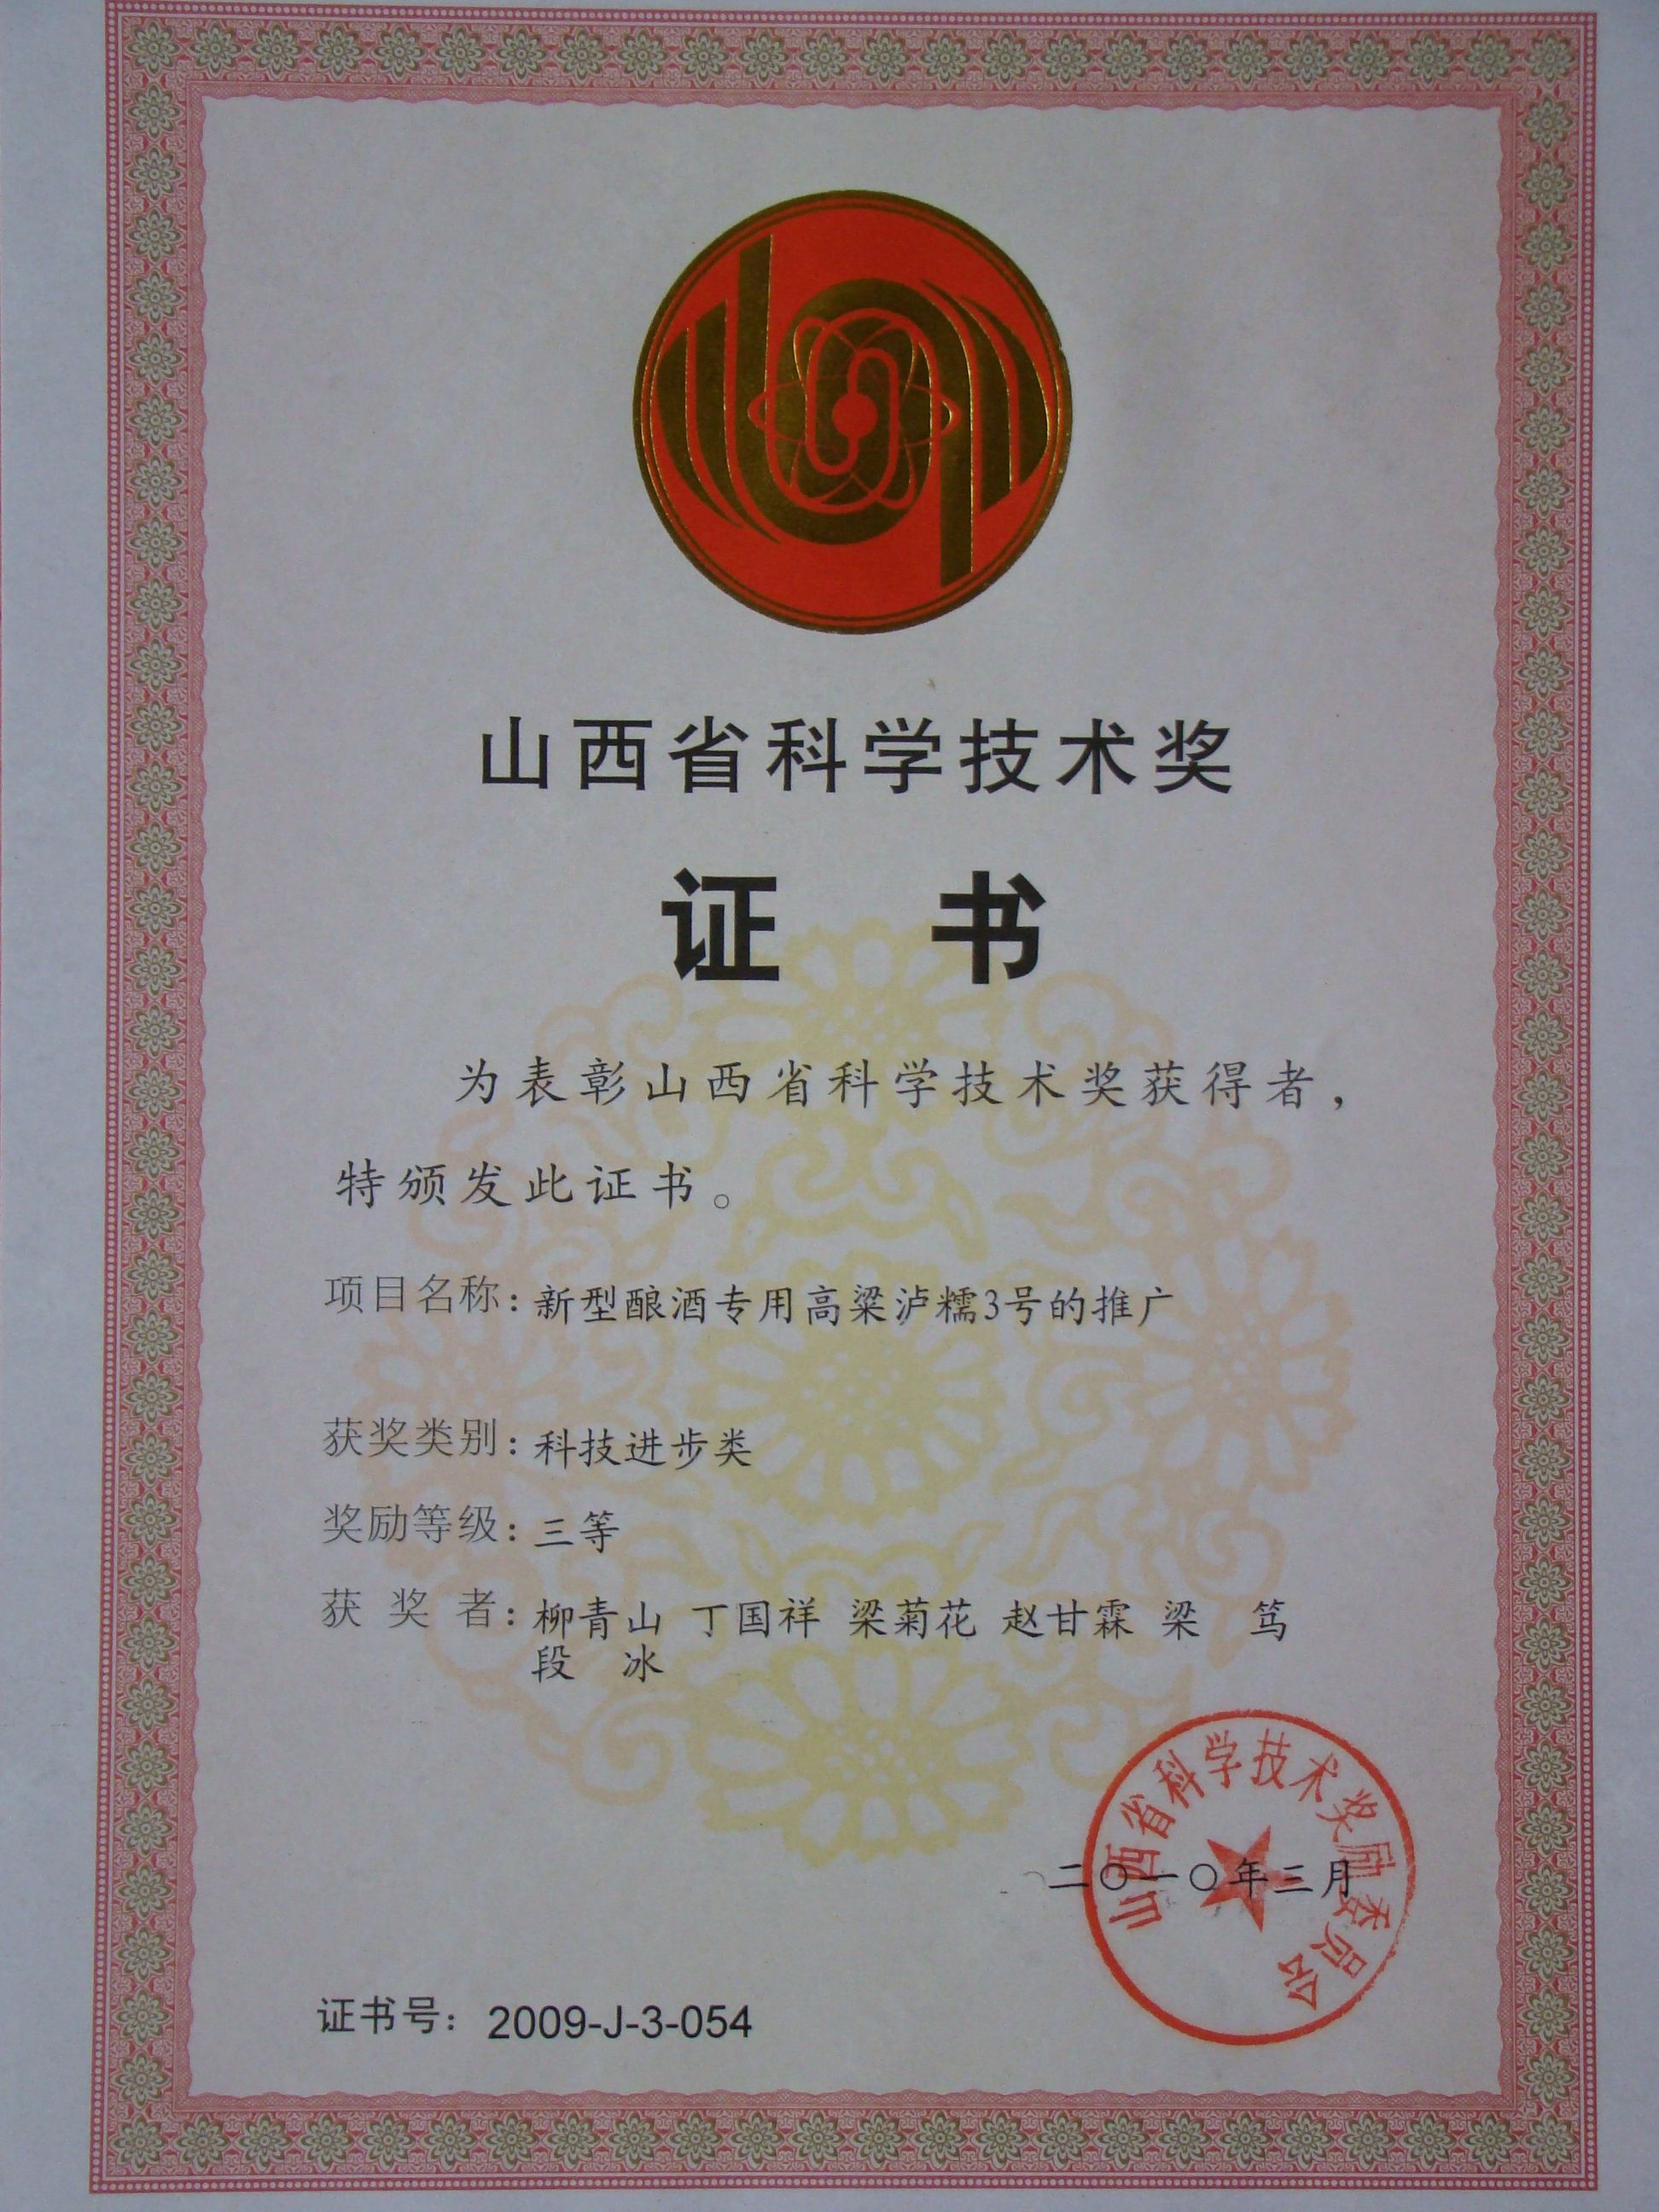 山西省科学技术奖
证 书
为表彰山西省科学技术奖获得者，
特颁发此证书。
项目名称：新型酿酒专用高粱泸糯3号的推广
获奖类别：科技进步类
奖励等级：三等
获 奖 者：柳青山 丁国祥 梁菊花 赵甘霖 梁 笃
段 冰
山西省科学技术奖励委员会
二〇一〇年三月
证书号：2009-J-3-054